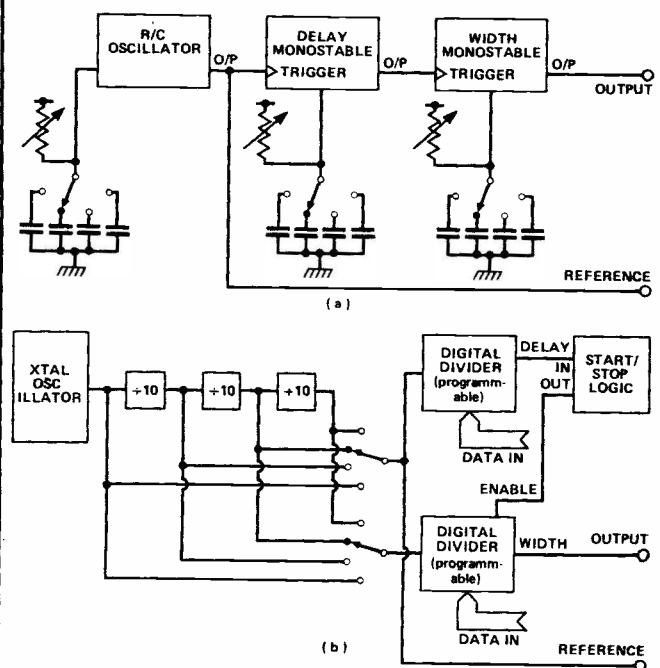 R/C
OSCILLATOR
O/P
DELAY
MONOSTABLE
TRIGGER
O/P
WIDTH
MONOSTABLE
TRIGGER
O/P
OUTPUT
REFERENCE
(a)
XTAL
OSC
ILLATOR
÷10
÷10
÷10
DIGITAL
DIVIDER
(programm-
able)
DELAY
IN
OUT
START/
STOP
LOGIC
DATA IN
ENABLE
DIGITAL
DIVIDER
(programm-
able)
WIDTH
OUTPUT
DATA IN
(b)
REFERENCE